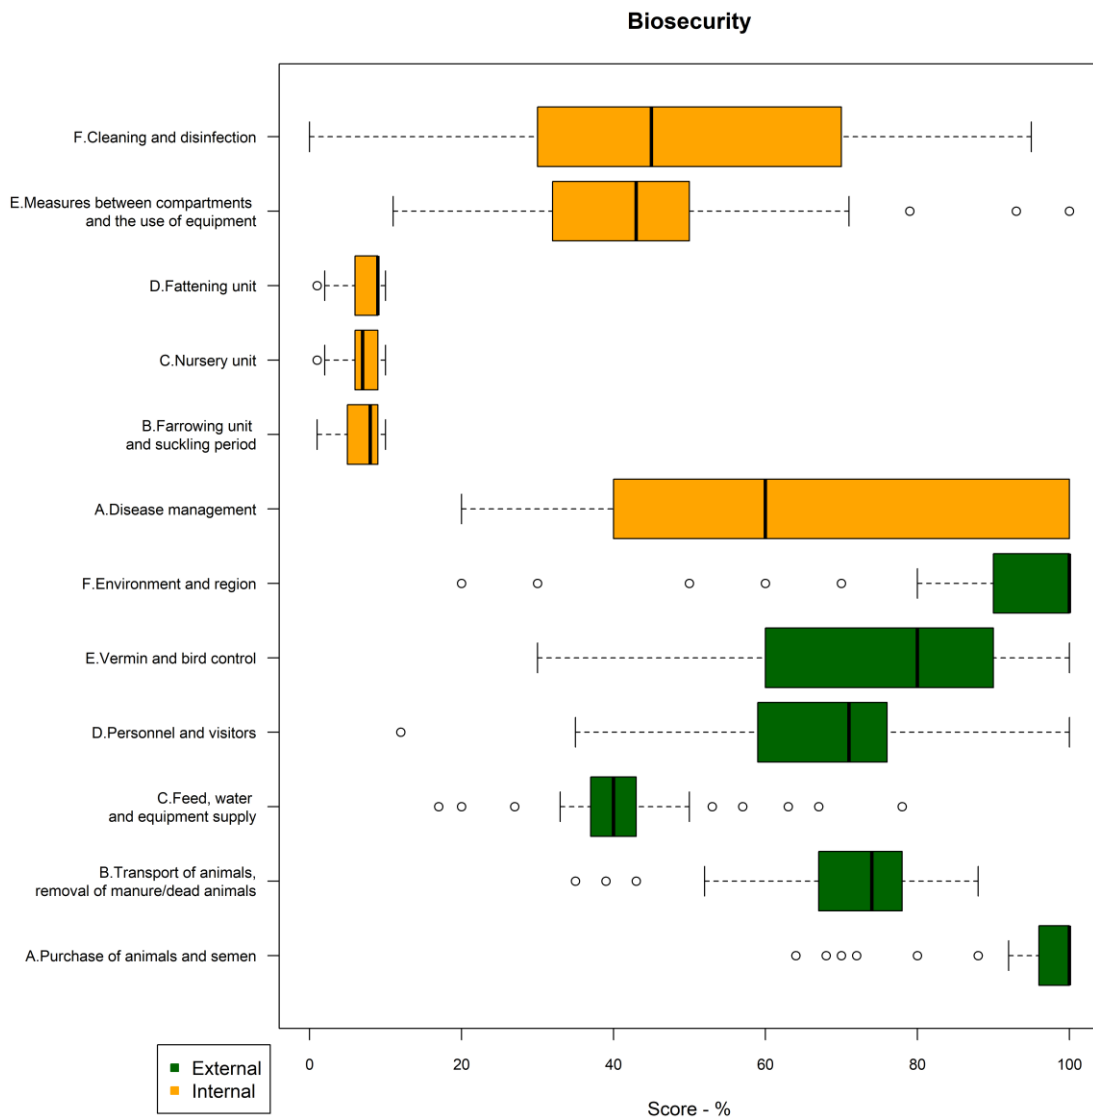 Biosecurity
F.Cleaning and disinfection
E.Measures between compartments
and the use of equipment
D.Fattening unit
C.Nursery unit
B.Farrowing unit
and suckling period
A.Disease management
F.Environment and region
E.Vermin and bird control
D.Personnel and visitors
C.Feed, water
and equipment supply
B.Transport of animals,
removal of manure/dead animals
A.Purchase of animals and semen
External
Internal
0 20 40 60 80 100
Score - %